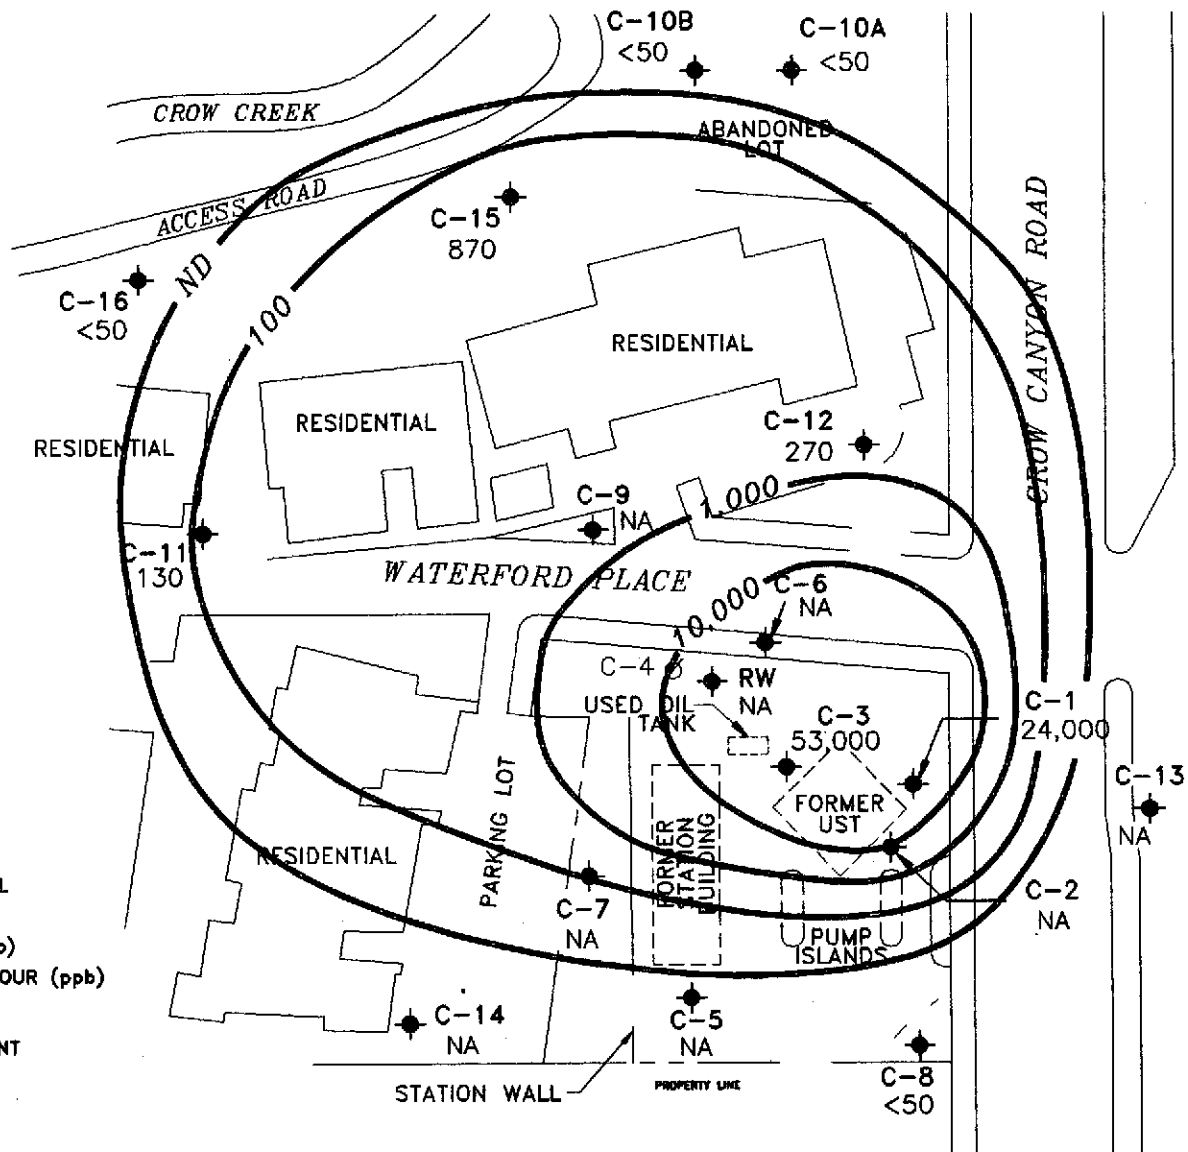 C-10B
<50
C-10A
<50
CROW CREEK
ABANDONED
LOT
ACCESS ROAD
C-15
870
CROW CANYON ROAD
ND
C-16
<50
100
RESIDENTIAL
RESIDENTIAL
RESIDENTIAL
C-12
270
1,000
C-9
NA
C-11
130
WATERFORD PLACE
10,000
C-6
NA
C-4
RW
NA
USED OIL
TANK
C-3
53,000
C-1
24,000
C-13
NA
FORMER
UST
PARKING LOT
FORMER
STATION
BUILDING
RESIDENTIAL
C-7
NA
C-2
NA
PUMP
ISLANDS
OUR (ppb)
C-14
NA
C-5
NA
NT
STATION WALL
PROPERTY LINE
C-8
<50